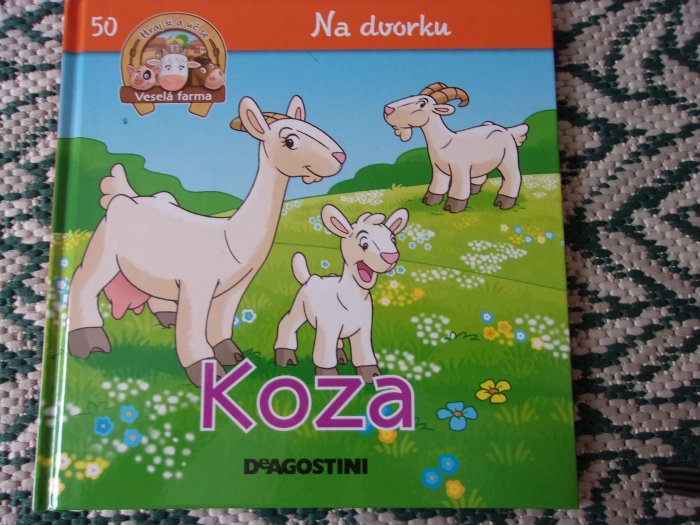 50
Na dvorku
Hraj si a uč se
Veselá farma
Koza
DeAGOSTINI